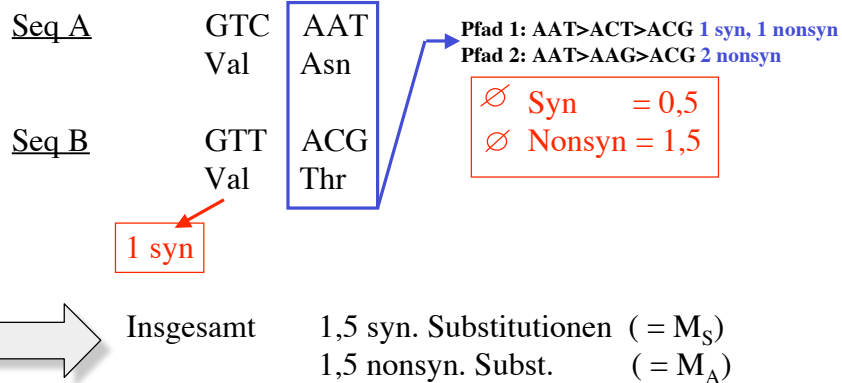 Seq A GTC AAT Pfad 1: AAT>ACT>ACG 1 syn, 1 nonsyn
Val Asn Pfad 2: AAT>AAG>ACG 2 nonsyn
∅ Syn = 0,5
Seq B GTT ACG ∅ Nonsyn = 1,5
Val Thr
1 syn
Insgesamt 1,5 syn. Substitutionen ( = M_S)
1,5 nonsyn. Subst. ( = M_A)